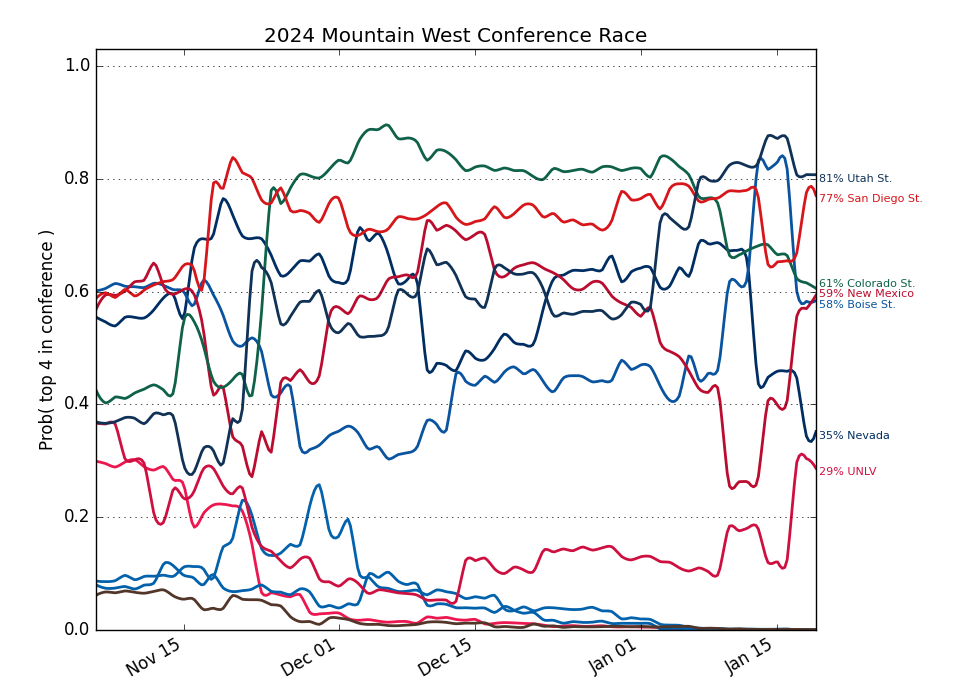 2024 Mountain West Conference Race
Prob( top 4 in conference )
1.0
0.8
0.6
0.4
0.2
0.0
Nov 15
Dec 01
Dec 15
Jan 01
Jan 15
81% Utah St.
77% San Diego St.
61% Colorado St.
59% New Mexico
58% Boise St.
35% Nevada
29% UNLV